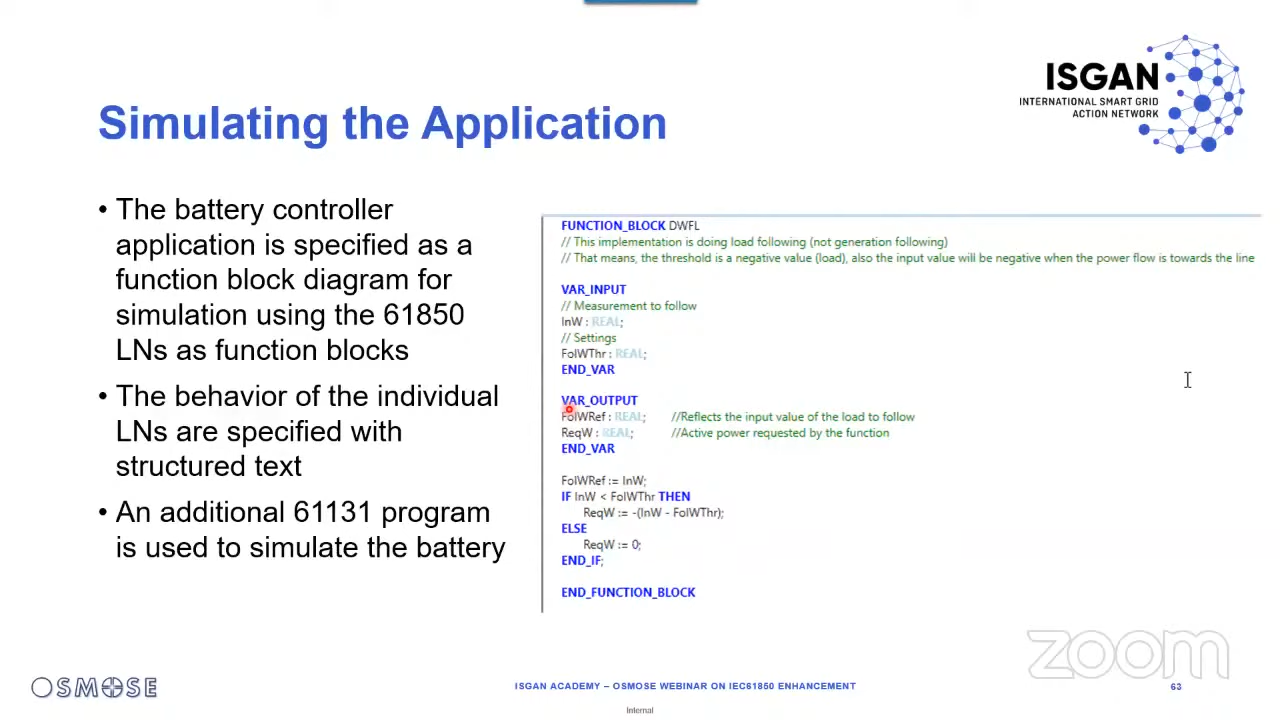 ISGAN
INTERNATIONAL SMART GRID
ACTION NETWORK
Simulating the Application
• The battery controller
application is specified as a
function block diagram for
simulation using the 61850
LNs as function blocks
• The behavior of the individual
LNs are specified with
structured text
• An additional 61131 program
is used to simulate the battery
FUNCTION_BLOCK DWFL
// This implementation is doing load following (not generation following)
// That means, the threshold is a negative value (load), also the input value will be negative when the power flow is towards the line
VAR_INPUT
// Measurement to follow
InW : REAL;
// Settings
FolWThr : REAL;
END_VAR
VAR_OUTPUT
FolWRef : REAL; //Reflects the input value of the load to follow
ReqW : REAL; //Active power requested by the function
END_VAR
FolWRef := InW;
IF InW < FolWThr THEN
ReqW := -(InW - FolWThr);
ELSE
ReqW := 0;
END_IF;
END_FUNCTION_BLOCK
zoom
OSMOSE
ISGAN ACADEMY – OSMOSE WEBINAR ON IEC61850 ENHANCEMENT
63
Internal